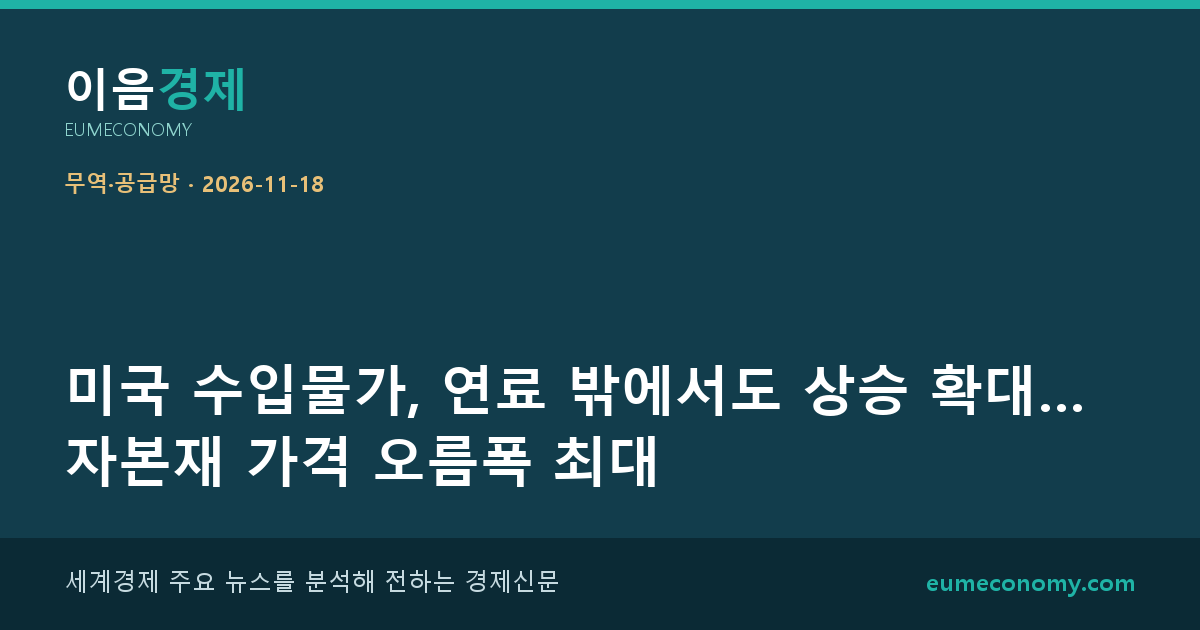 이음경제
EUMECONOMY
무역·공급망 · 2026-11-18
미국 수입물가, 연료 밖에서도 상승 확대…
자본재 가격 오름폭 최대
세계경제 주요 뉴스를 분석해 전하는 경제신문
eumeconomy.com